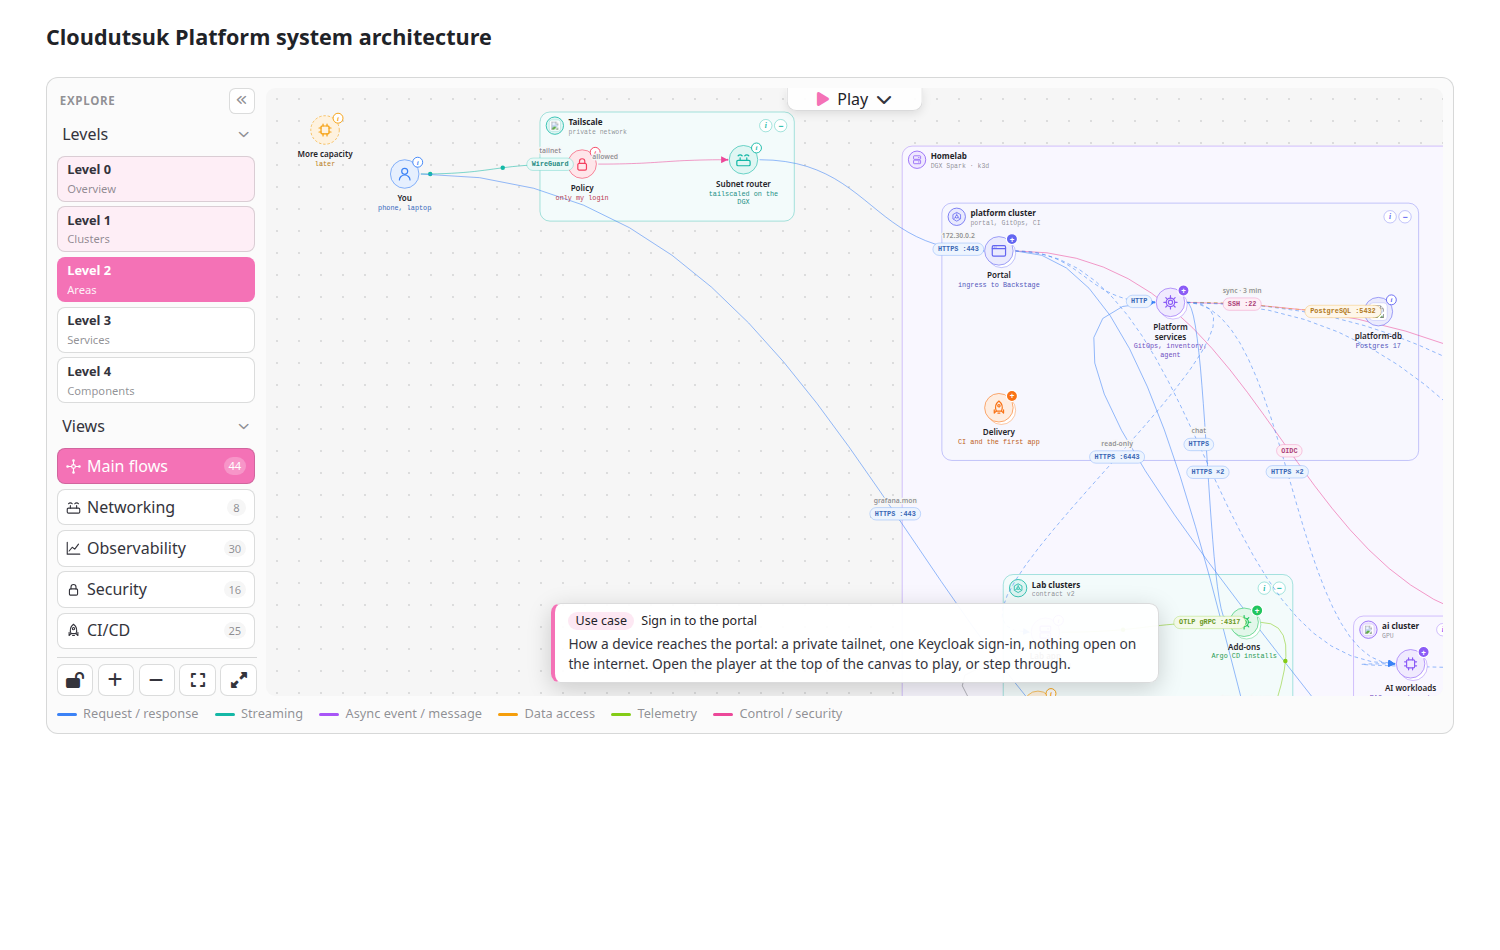 Cloudutsuk Platform system architecture
EXPLORE
Levels
Level 0
Overview
Level 1
Clusters
Level 2
Areas
Level 3
Services
Level 4
Components
Views
Main flows 44
Networking 8
Observability 30
Security 16
CI/CD 25
Play
More capacity
later
You
phone, laptop
Tailscale
private network
tailnet
WireGuard
allowed
Policy
only my login
Subnet router
tailscaled on the
DGX
Homelab
DGX Spark · k3d
platform cluster
portal, GitOps, CI
172.30.0.2
HTTPS :443
Portal
ingress to Backstage
HTTP
Platform
services
GitOps, inventory,
agent
sync · 3 min
SSH :22
PostgreSQL :5432
platform-db
Postgres 17
Delivery
CI and the first app
read-only
HTTPS :6443
chat
HTTPS
HTTPS ×2
OIDC
HTTPS ×2
grafana.mon
HTTPS :443
Lab clusters
contract v2
OTLP gRPC :4317
Add-ons
Argo CD installs
ai cluster
GPU
AI workloads
Use case Sign in to the portal
How a device reaches the portal: a private tailnet, one Keycloak sign-in, nothing open on
the internet. Open the player at the top of the canvas to play, or step through.
Request / response
Streaming
Async event / message
Data access
Telemetry
Control / security